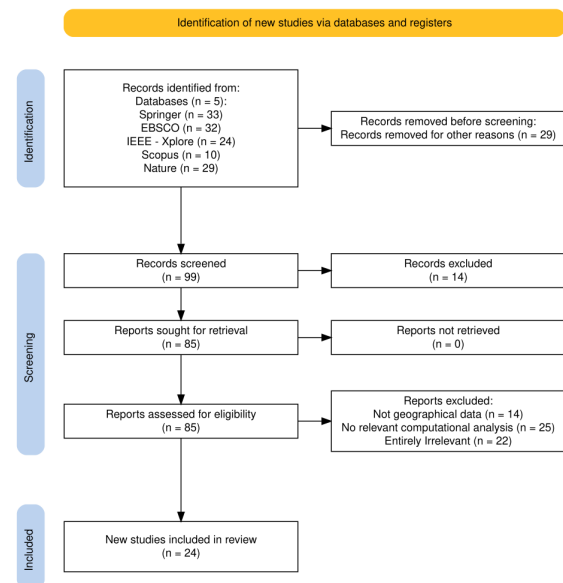 Identification of new studies via databases and registers
Identification
Records identified from:
Databases (n = 5):
Springer (n = 33)
EBSCO (n = 32)
IEEE - Xplore (n = 24)
Scopus (n = 10)
Nature (n = 29)
Records removed before screening:
Records removed for other reasons (n = 29)
Screening
Records screened
(n = 99)
Records excluded
(n = 14)
Reports sought for retrieval
(n = 85)
Reports not retrieved
(n = 0)
Reports assessed for eligibility
(n = 85)
Reports excluded:
Not geographical data (n = 14)
No relevant computational analysis (n = 25)
Entirely Irrelevant (n = 22)
Included
New studies included in review
(n = 24)